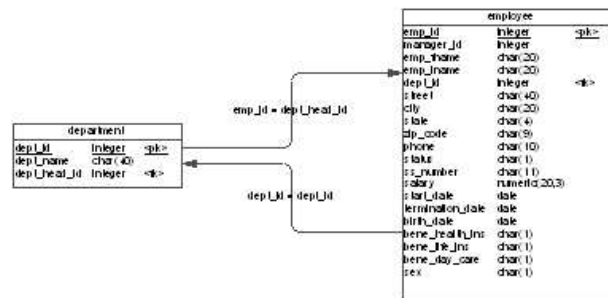 employee
emp_id integer <pk>
manager_id integer
emp_fname char(20)
emp_lname char(20)
dept_id integer <fk>
street char(40)
city char(20)
state char(4)
zip_code char(9)
phone char(10)
status char(1)
ss_number char(11)
salary numeric(20,3)
start_date date
termination_date date
birth_date date
bene_health_ins char(1)
bene_life_ins char(1)
bene_day_care char(1)
sex char(1)
emp_id = dept_head_id
department
dept_id integer <pk>
dept_name char(40)
dept_head_id integer <fk>
dept_id = dept_id